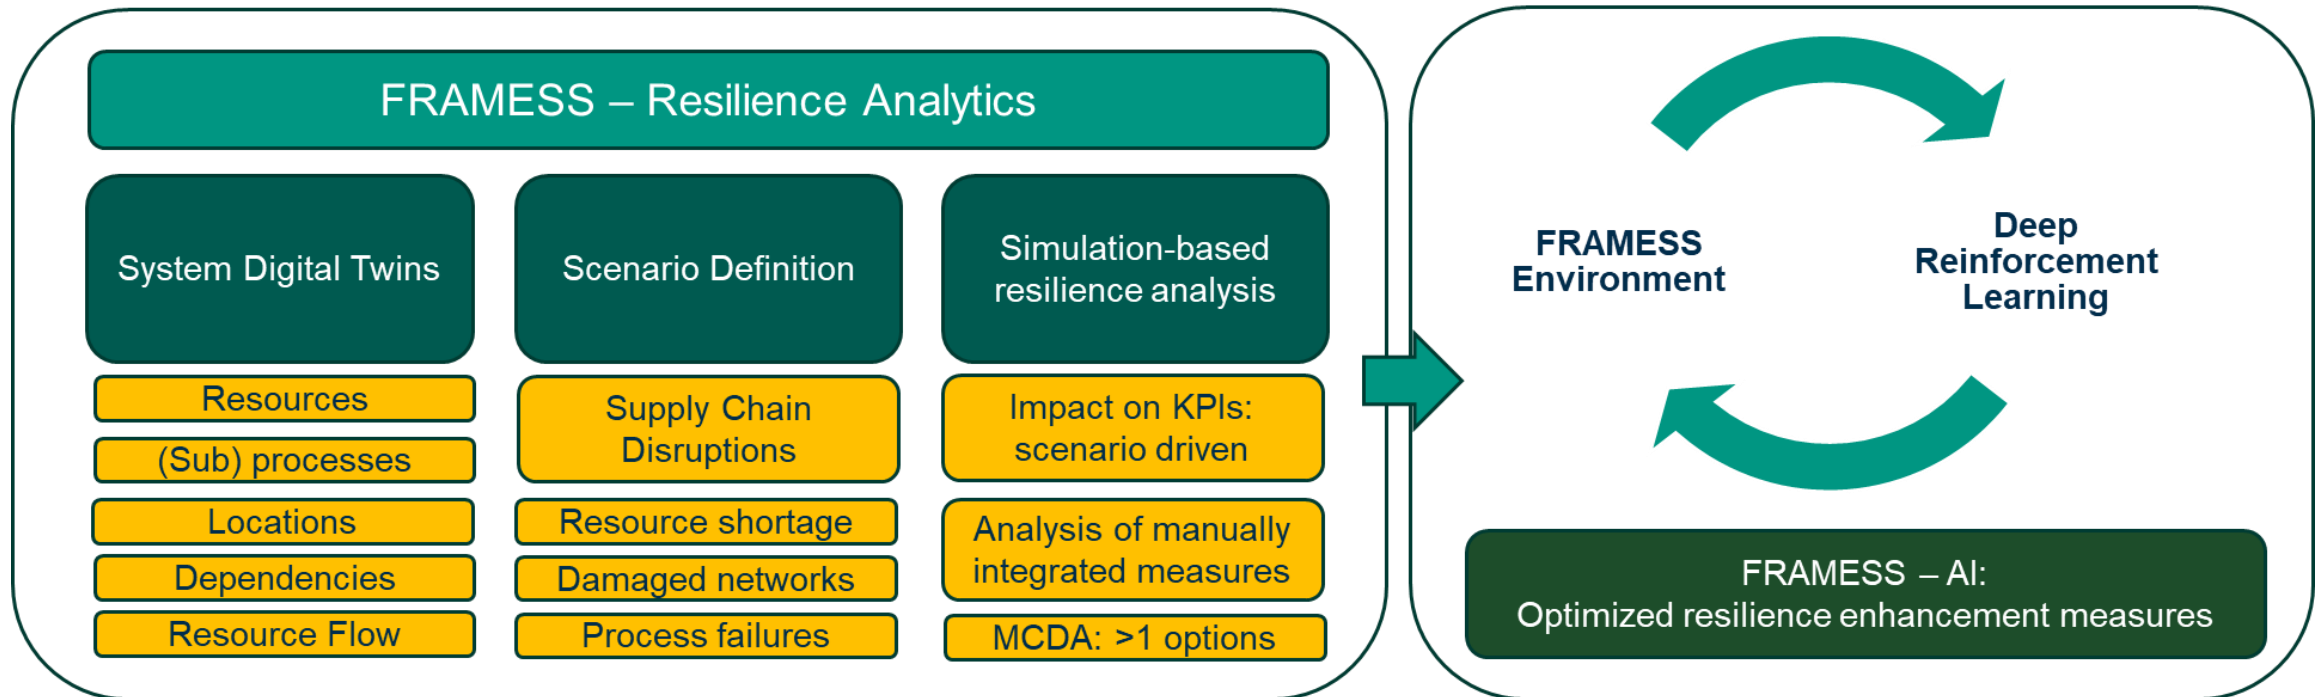 FRAMESS – Resilience Analytics
System Digital Twins
Resources
(Sub) processes
Locations
Dependencies
Resource Flow
Scenario Definition
Supply Chain
Disruptions
Resource shortage
Damaged networks
Process failures
Simulation-based
resilience analysis
Impact on KPIs:
scenario driven
Analysis of manually
integrated measures
MCDA: >1 options
FRAMESS
Environment
Deep
Reinforcement
Learning
FRAMESS – AI:
Optimized resilience enhancement measures